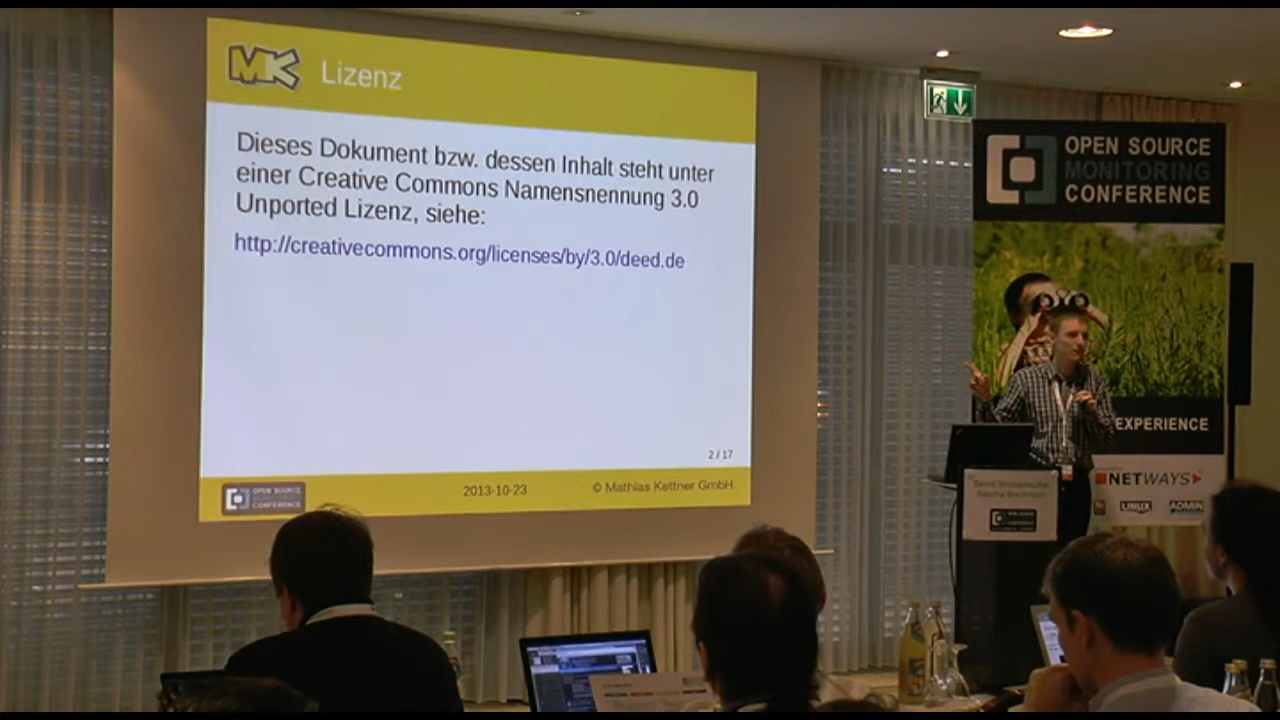 MK
Lizenz
Dieses Dokument bzw. dessen Inhalt steht unter
einer Creative Commons Namensnennung 3.0
Unported Lizenz, siehe:
http://creativecommons.org/licenses/by/3.0/deed.de
2 / 17
OPEN SOURCE
CONFERENCE
2013-10-23
© Mathias Kettner GmbH
OPEN SOURCE
MONITORING
CONFERENCE
EXPERIENCE
NETWAYS
LINUX
ADMIN